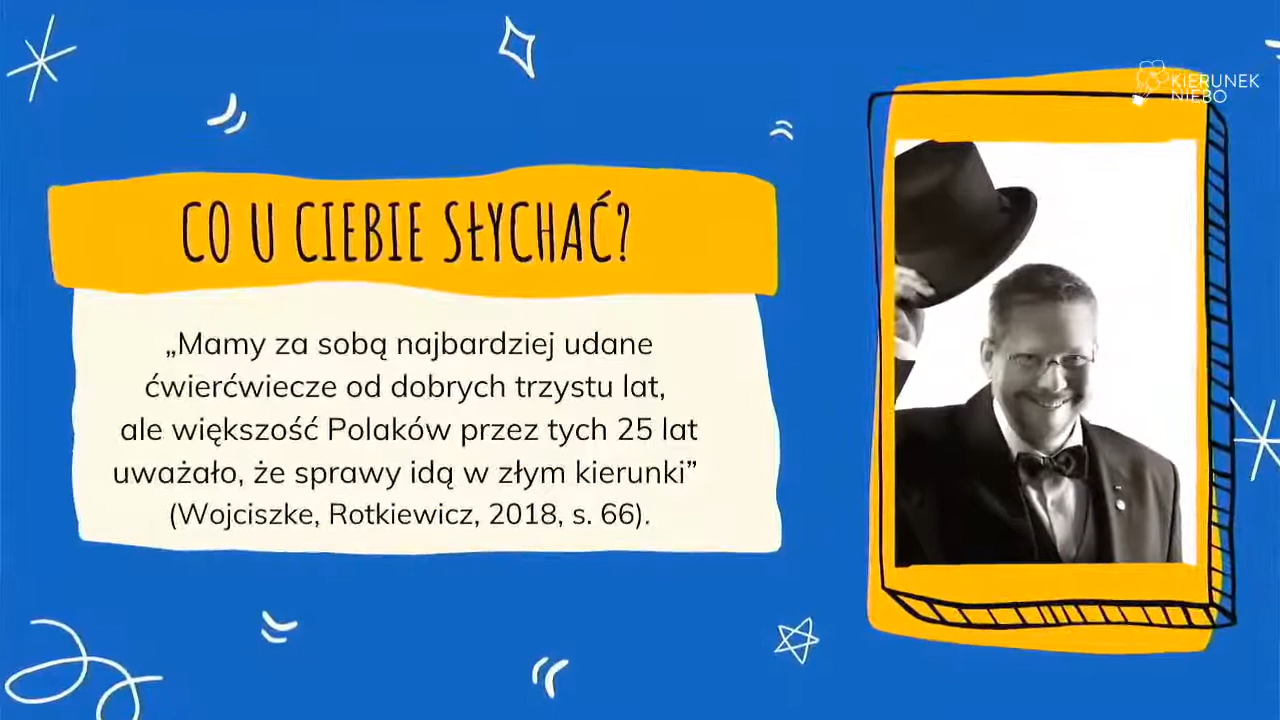 KIERUNEK
NIEBO
CO U CIEBIE SŁYCHAĆ?
„Mamy za sobą najbardziej udane
ćwierćwiecze od dobrych trzystu lat,
ale większość Polaków przez tych 25 lat
uważało, że sprawy idą w złym kierunki”
(Wojciszke, Rotkiewicz, 2018, s. 66).